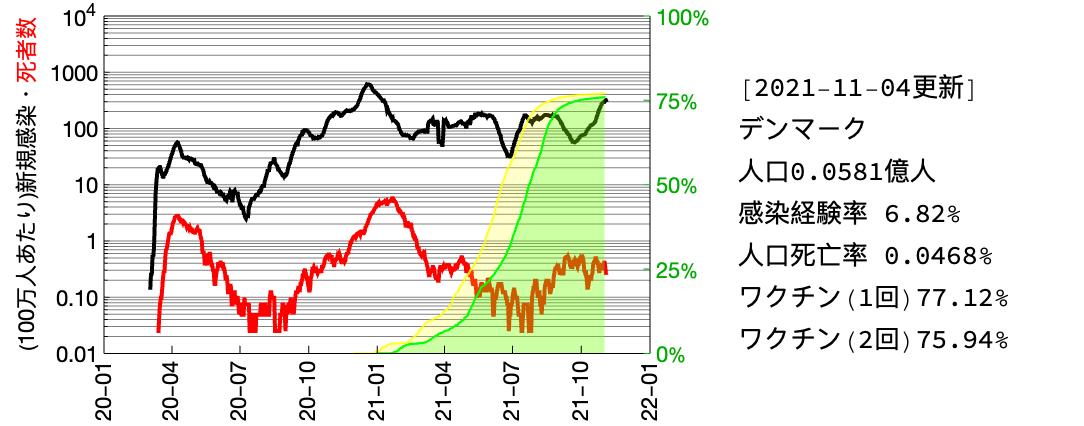 (100万人あたり)新規感染・死者数
10^4
1000
100
10
1
0.1
0.10
0.01
100%
75%
50%
25%
0%
20-01
20-04
20-07
20-10
21-01
21-04
21-07
21-10
22-01
[2021-11-04更新]
デンマーク
人口0.0581億人
感染経験率 6.82%
人口死亡率 0.0468%
ワクチン(1回)77.12%
ワクチン(2回)75.94%